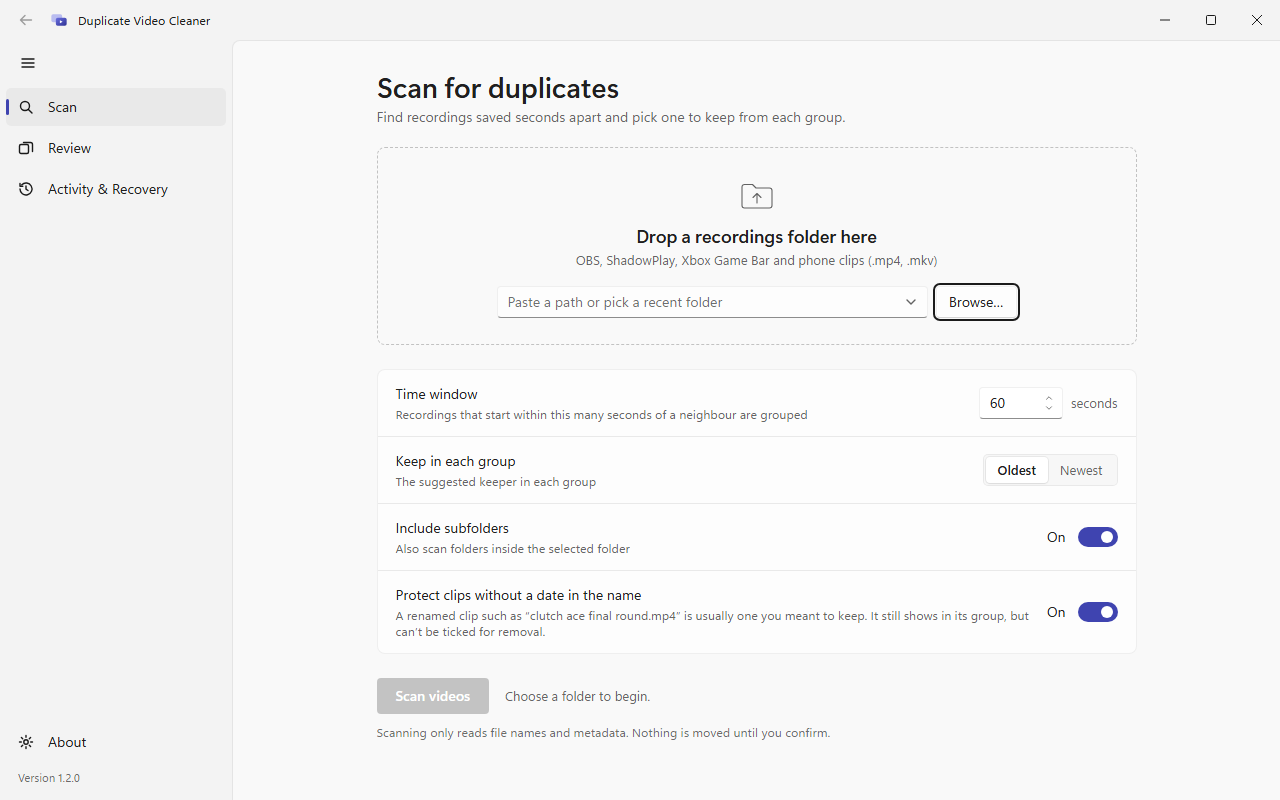 Duplicate Video Cleaner
Scan
Review
Activity & Recovery
Scan for duplicates
Find recordings saved seconds apart and pick one to keep from each group.
Drop a recordings folder here
OBS, ShadowPlay, Xbox Game Bar and phone clips (.mp4, .mkv)
Paste a path or pick a recent folder
Browse...
Time window
Recordings that start within this many seconds of a neighbour are grouped
60 seconds
Keep in each group
The suggested keeper in each group
Oldest Newest
Include subfolders
Also scan folders inside the selected folder
On
Protect clips without a date in the name
A renamed clip such as “clutch ace final round.mp4” is usually one you meant to keep. It still shows in its group, but
can’t be ticked for removal.
On
Scan videos
Choose a folder to begin.
Scanning only reads file names and metadata. Nothing is moved until you confirm.
About
Version 1.2.0